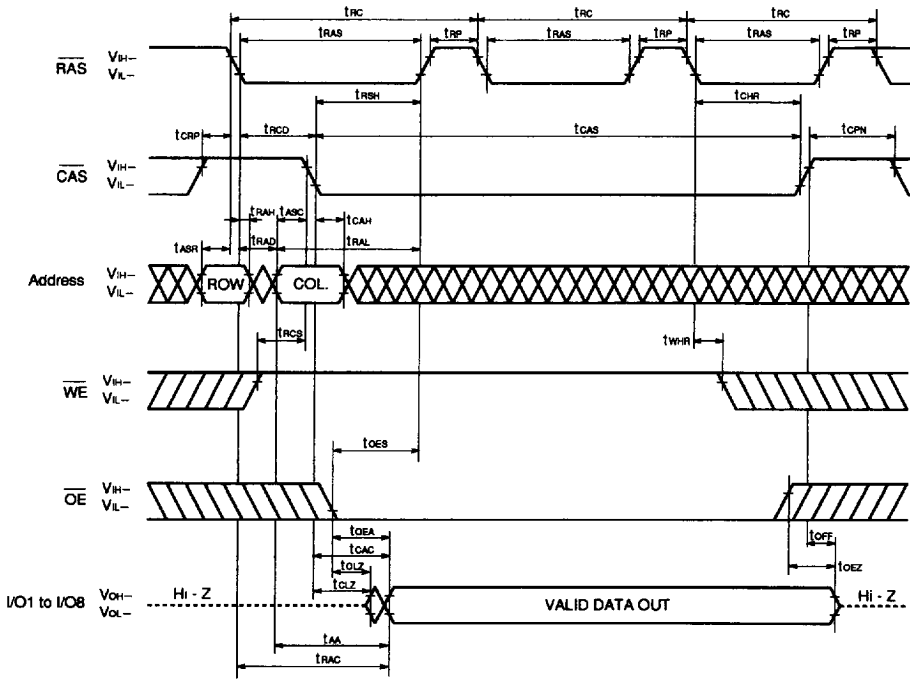 tRC tRC tRC
tRAS tRP tRAS tRP tRAS tRP
RAS VIH– VIL–
tRSH tCHR
tCRP tRCD tCAS tCPN
CAS VIH– VIL–
tRAH tASC tCAH
tASR tRAD tRAL
Address VIH– VIL– ROW COL.
tRCS tWHR
WE VIH– VIL–
tOES
OE VIH– VIL–
tOEA tOFF
tCAC tOEZ
tOLZ
tCLZ
I/O1 to I/O8 VOH– VOL– Hi - Z VALID DATA OUT Hi - Z
tAA
tRAC